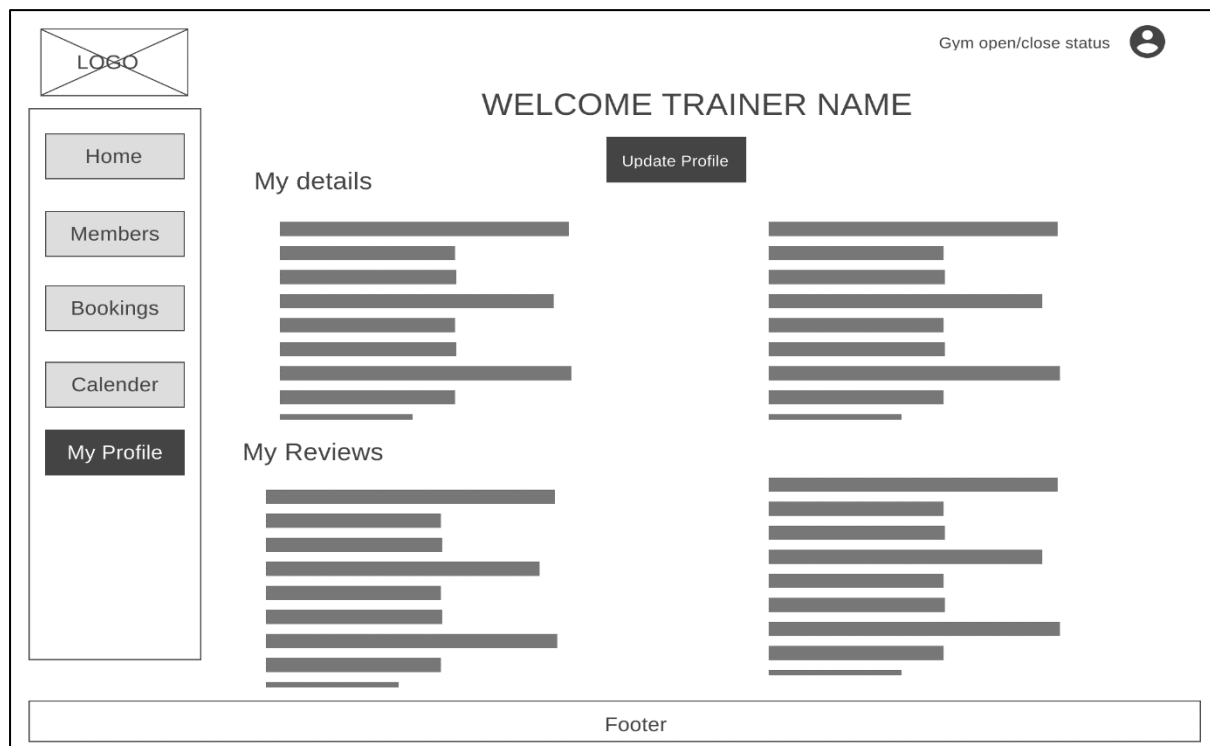 LOGO
Gym open/close status
WELCOME TRAINER NAME
Update Profile
Home
Members
Bookings
Calender
My Profile
My details
My Reviews
Footer